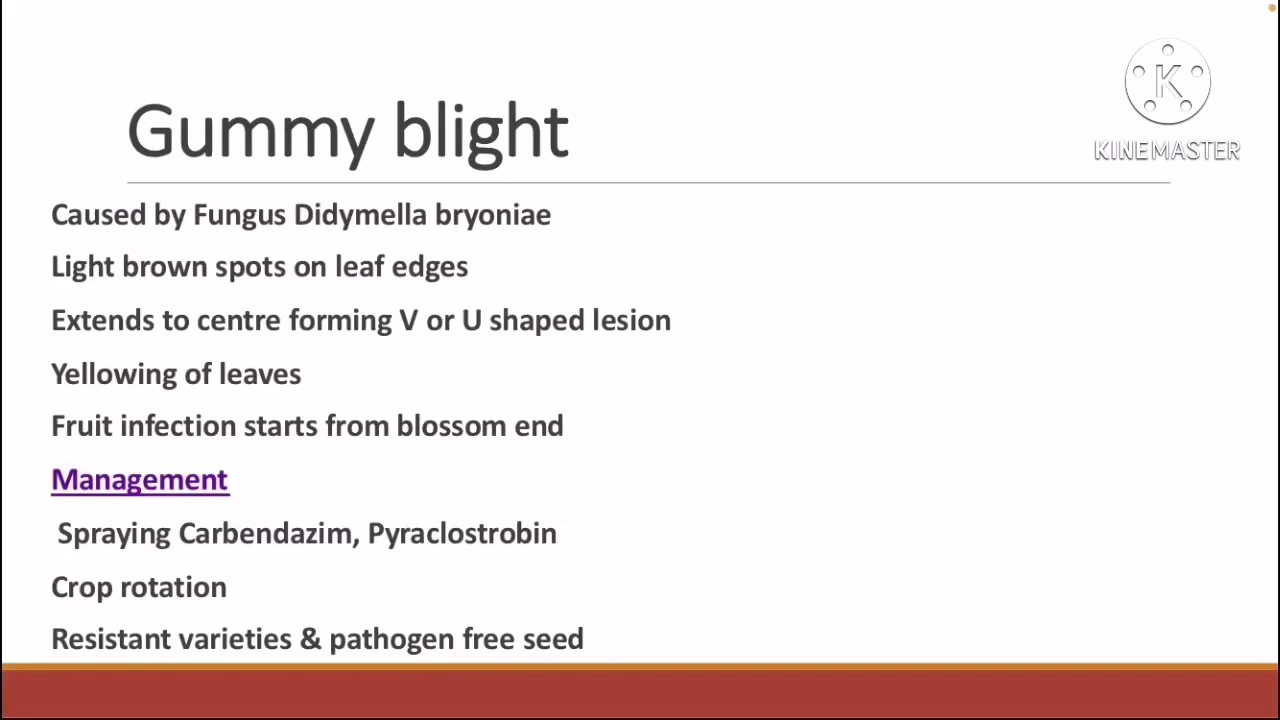 Gummy blight
K
KINEMASTER
Caused by Fungus Didymella bryoniae
Light brown spots on leaf edges
Extends to centre forming V or U shaped lesion
Yellowing of leaves
Fruit infection starts from blossom end
Management
Spraying Carbendazim, Pyraclostrobin
Crop rotation
Resistant varieties & pathogen free seed